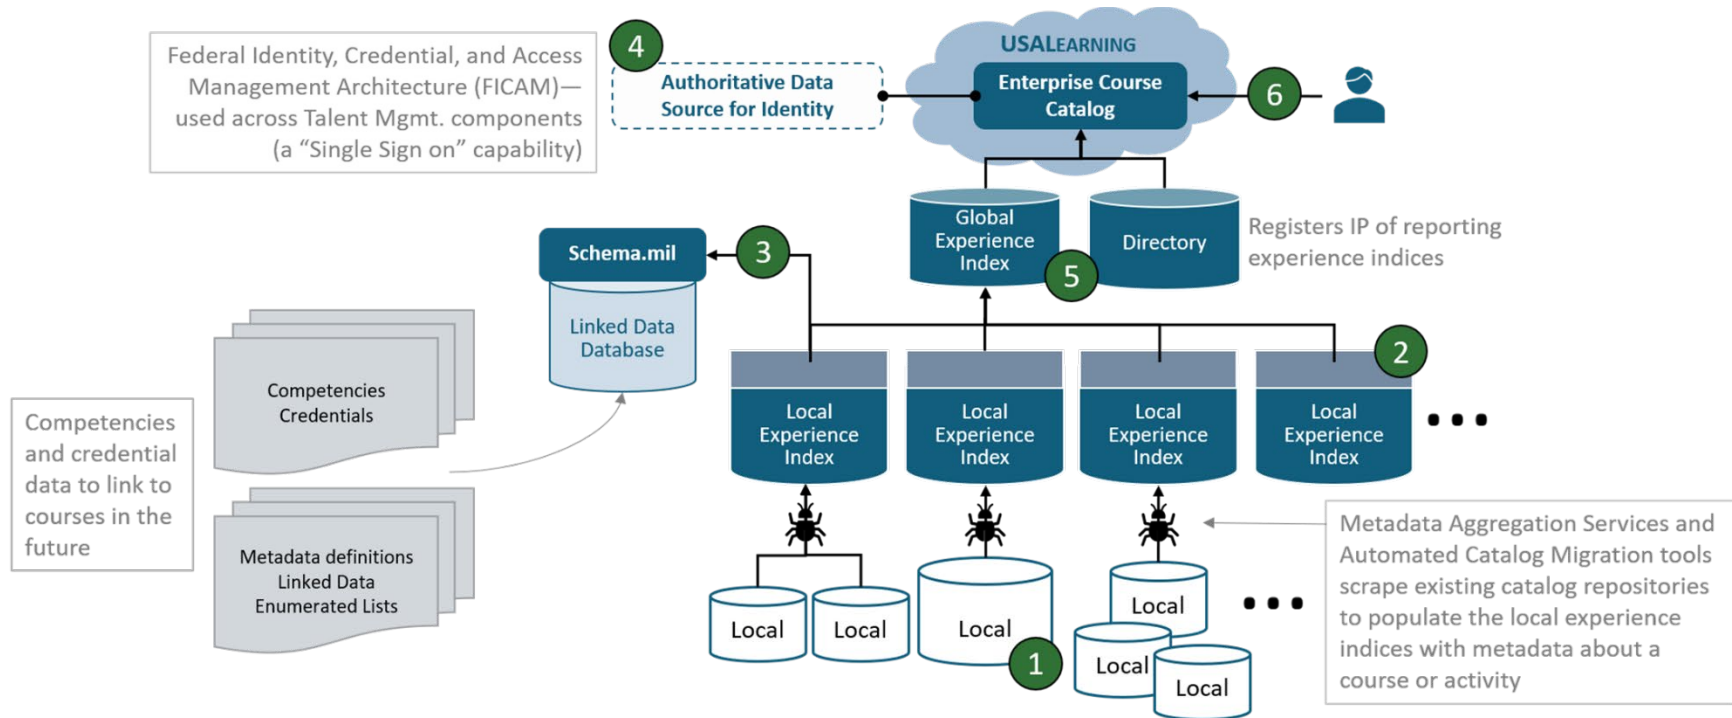 Federal Identity, Credential, and Access
Management Architecture (FICAM)—
used across Talent Mgmt. components
(a “Single Sign on” capability)
4
Authoritative Data
Source for Identity
USALEARNING
Enterprise Course
Catalog
6
Global
Experience
Index
5
Directory
Registers IP of reporting
experience indices
Schema.mil
3
Linked Data
Database
2
Competencies
Credentials
Competencies
and credential
data to link to
courses in the
future
Metadada definitions
Linked Data
Enumerated Lists
Local
Experience
Index
Local
Experience
Index
Local
Experience
Index
Local
Experience
Index
...
Local
Local
Local
1
Local
Local
Local
...
Metadata Aggregation Services and
Automated Catalog Migration tools
scrape existing catalog repositories
to populate the local experience
indices with metadata about a
course or activity